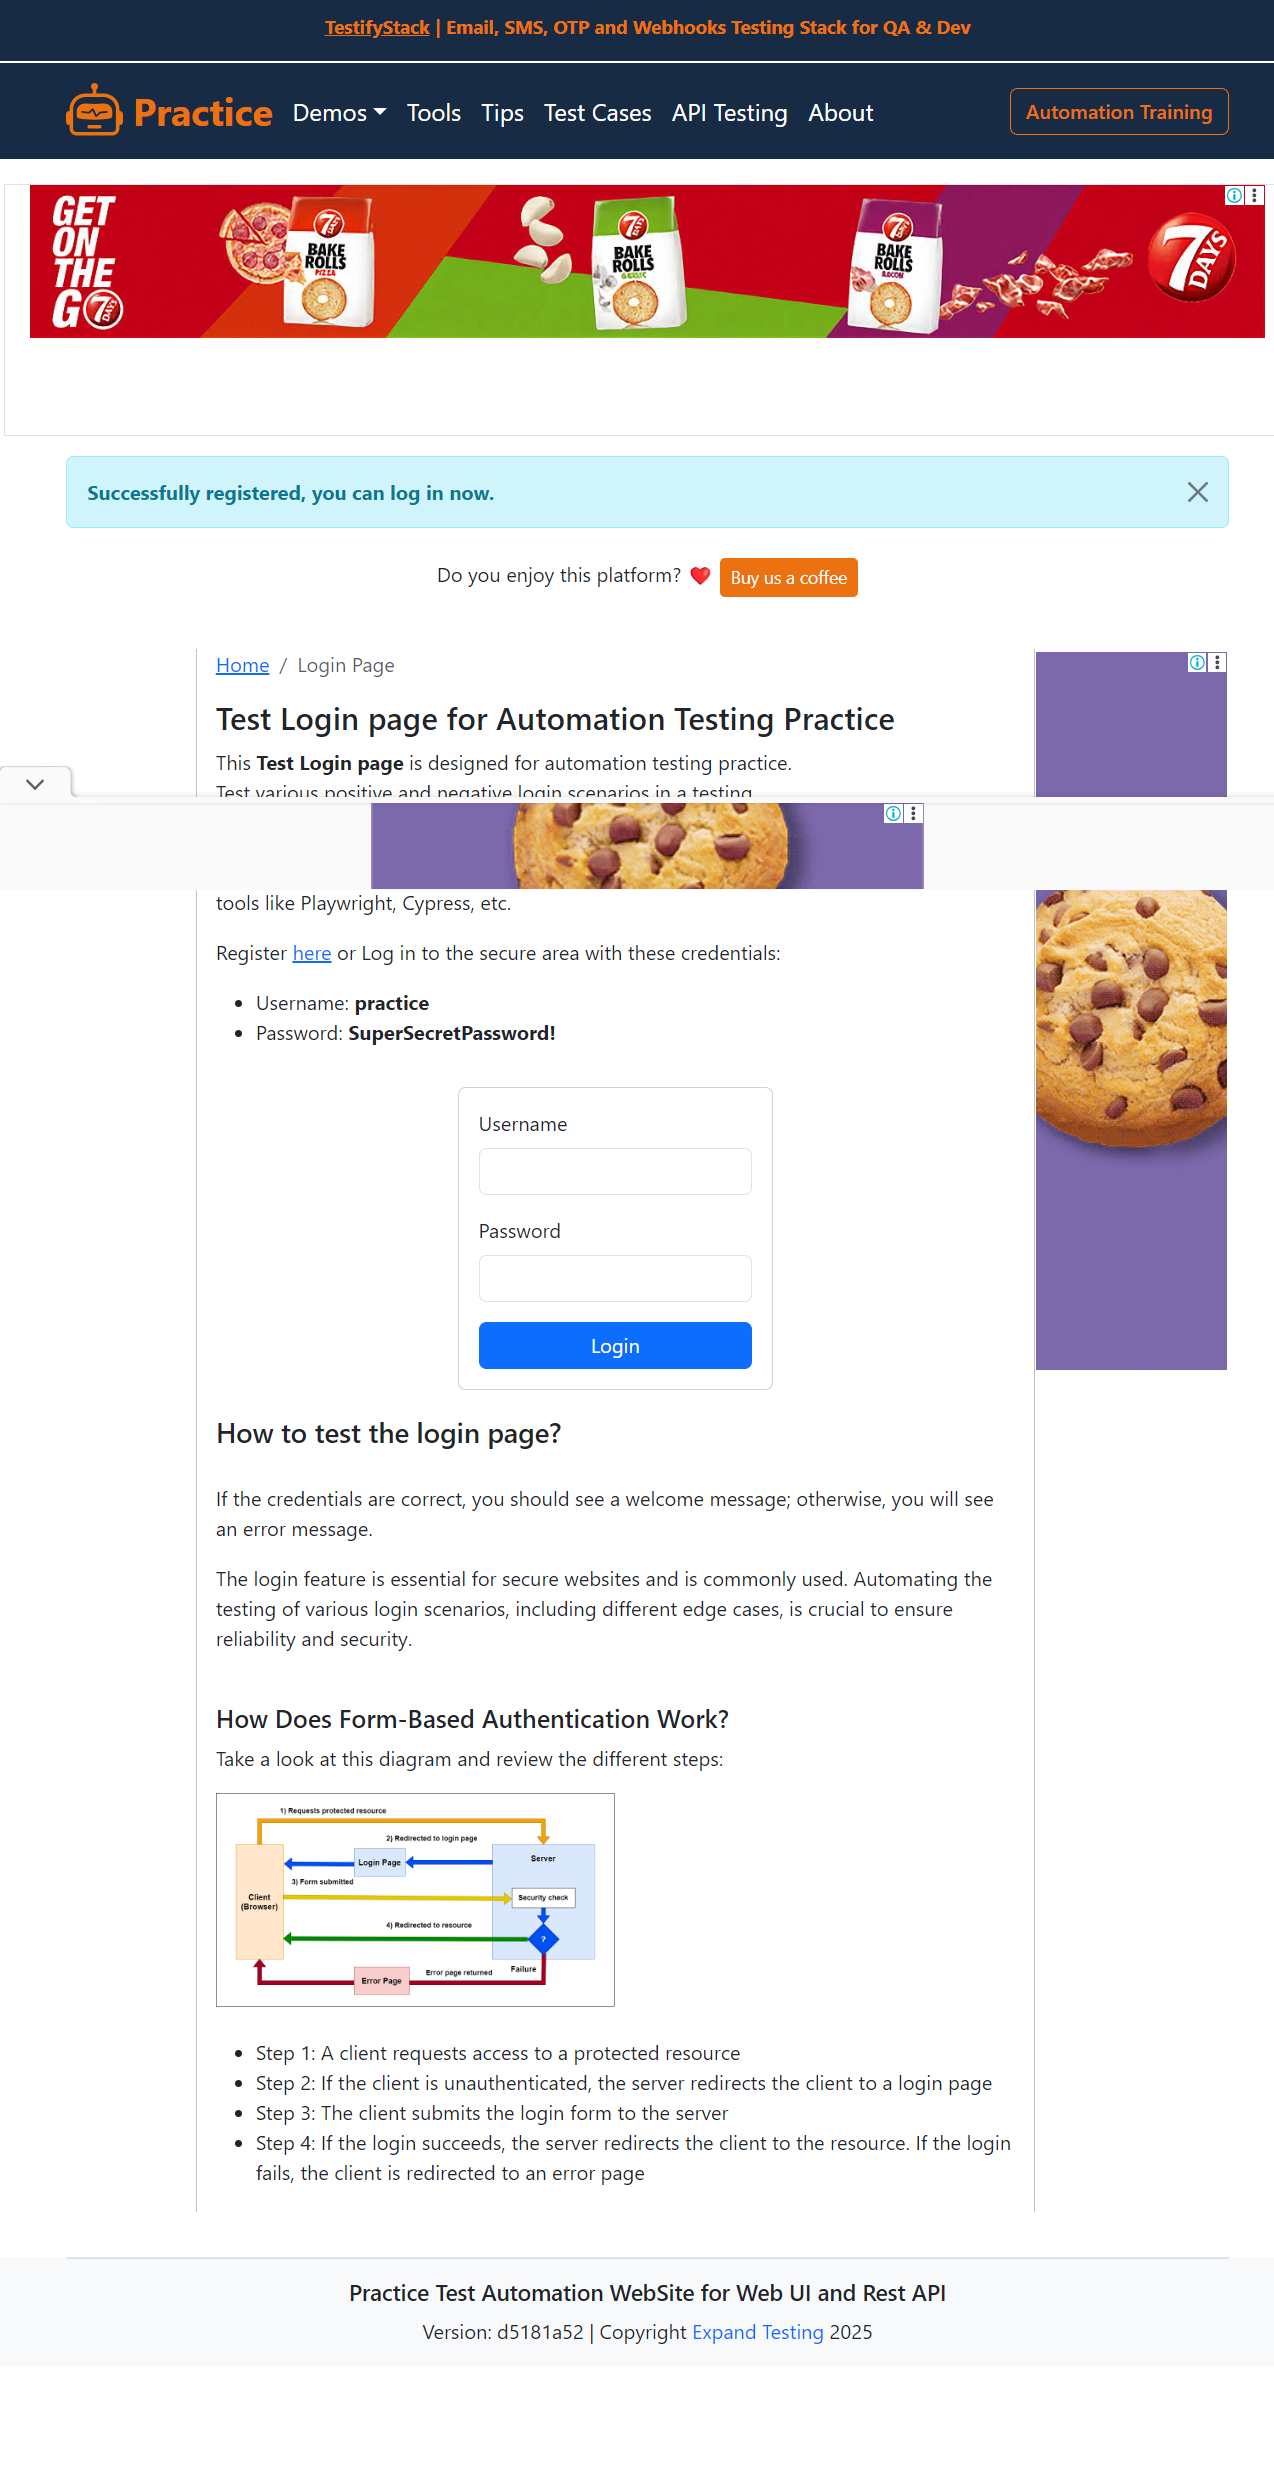 TestifyStack | Email, SMS, OTP and Webhooks Testing Stack for QA & Dev
Practice Demos Tools Tips Test Cases API Testing About Automation Training
GET
ON
THE
GO
7 DAYS
BAKE
ROLLS
PIZZA
7
BAKE
ROLLS
GARLIC
7
BAKE
ROLLS
BACON
7 DAYS
Successfully registered, you can log in now.
Do you enjoy this platform? Buy us a coffee
Home / Login Page
Test Login page for Automation Testing Practice
This Test Login page is designed for automation testing practice.
Test various positive and negative login scenarios in a testing
tools like Playwright, Cypress, etc.
Register here or Log in to the secure area with these credentials:
• Username: practice
• Password: SuperSecretPassword!
Username
Password
Login
How to test the login page?
If the credentials are correct, you should see a welcome message; otherwise, you will see
an error message.
The login feature is essential for secure websites and is commonly used. Automating the
testing of various login scenarios, including different edge cases, is crucial to ensure
reliability and security.
How Does Form-Based Authentication Work?
Take a look at this diagram and review the different steps:
1) Requests protected resource
2) Redirected to login page
Server
Login Page
3) Form submitted
Client
(Browser)
Security check
4) Redirected to resource
?
Failure
Error page returned
Error Page
• Step 1: A client requests access to a protected resource
• Step 2: If the client is unauthenticated, the server redirects the client to a login page
• Step 3: The client submits the login form to the server
• Step 4: If the login succeeds, the server redirects the client to the resource. If the login
fails, the client is redirected to an error page
Practice Test Automation WebSite for Web UI and Rest API
Version: d5181a52 | Copyright Expand Testing 2025